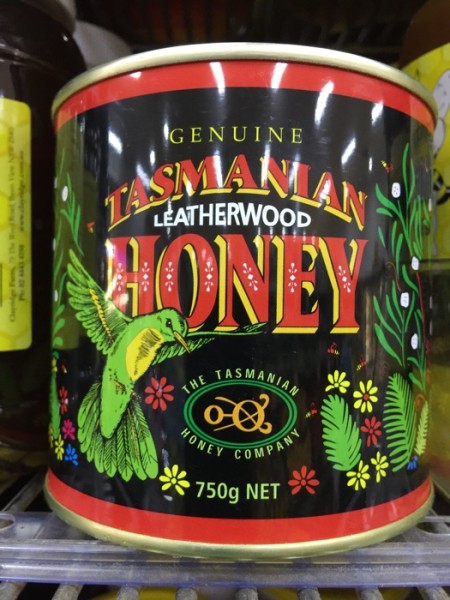 GENUINE
TASMANIAN
LEATHERWOOD
HONEY
THE TASMANIAN
HONEY COMPANY
750g NET